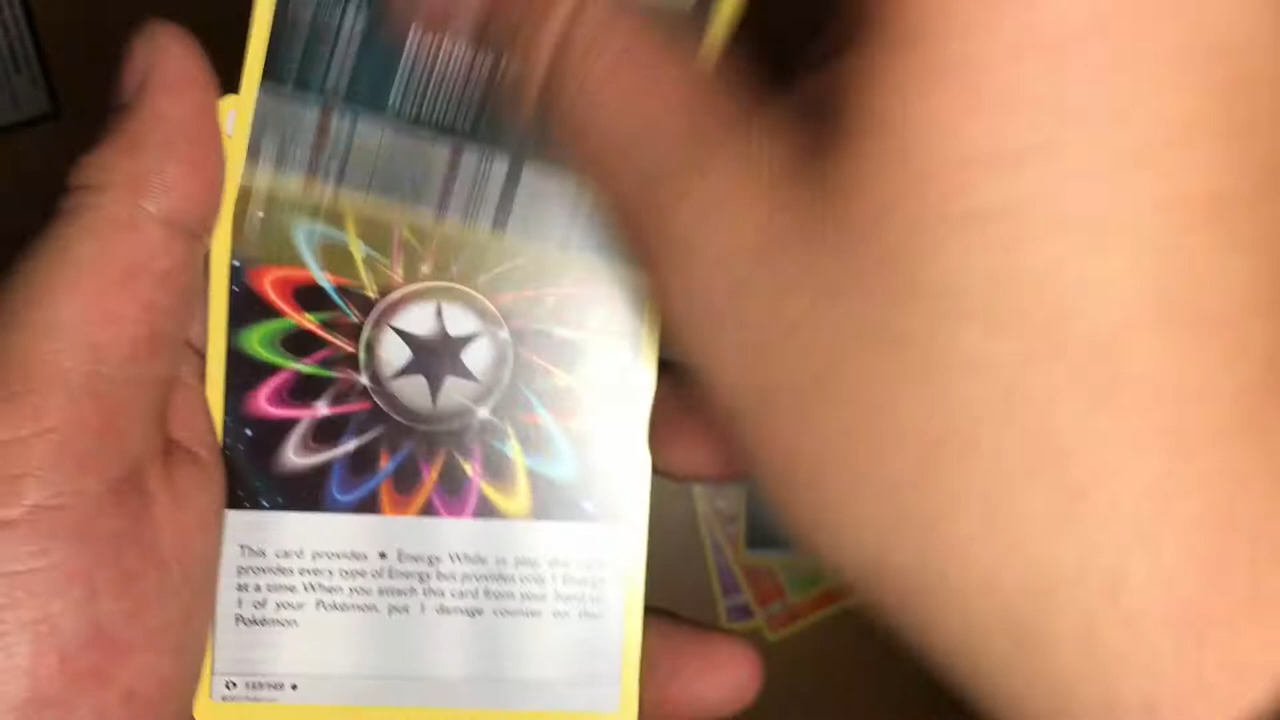 This card provides Energy. While in play, this card
provides every type of Energy but provides only 1 Energy
at a time. When you attach this card from your hand to
1 of your Pokémon, put 1 damage counter on that
Pokémon.